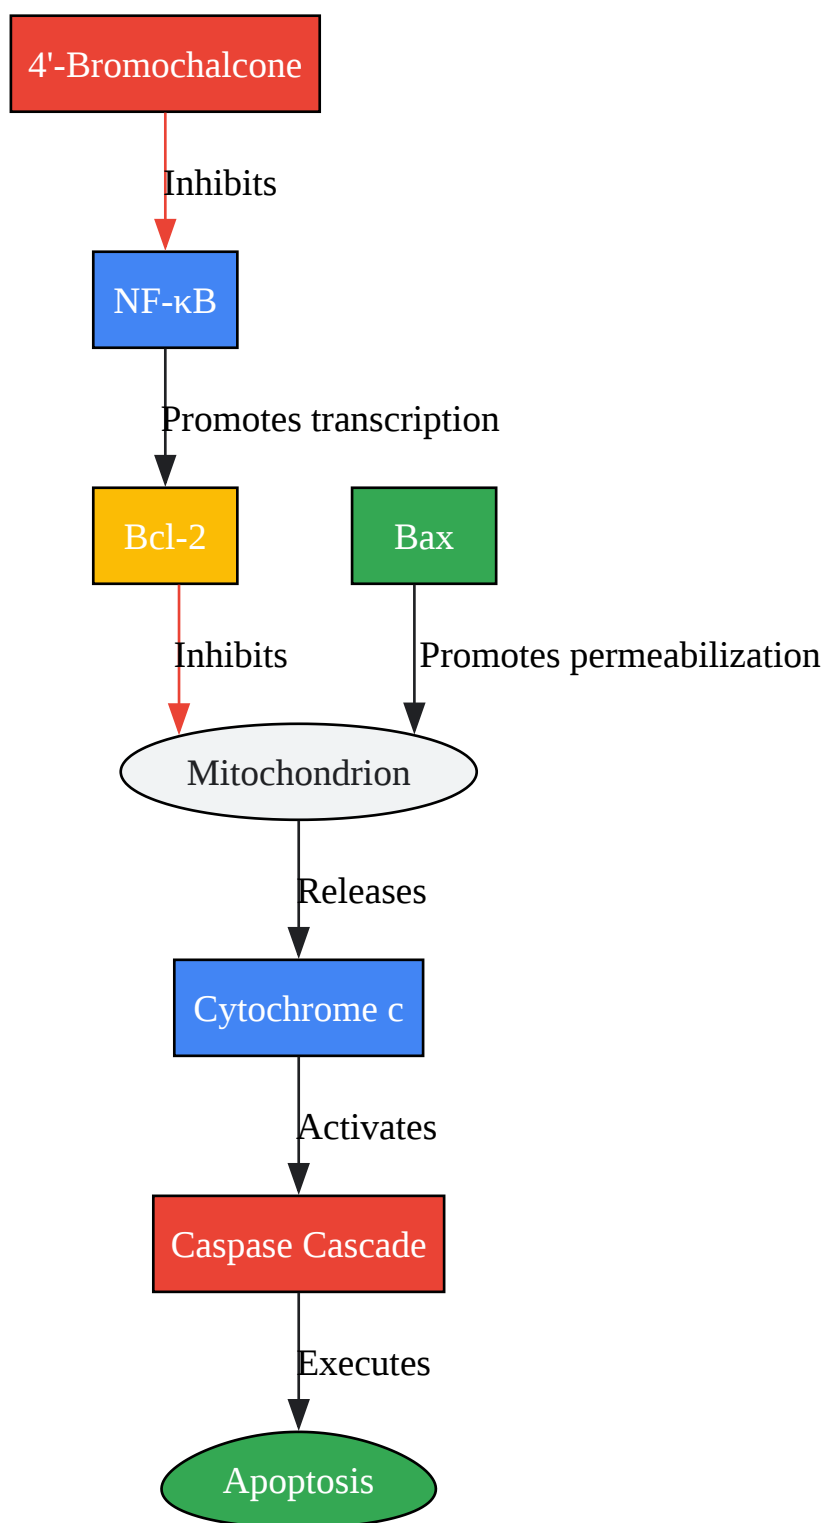 4'-Bromochalcone
Inhibits
NF-κB
Promotes transcription
Bcl-2
Bax
Inhibits
Promotes permeabilization
Mitochondrion
Releases
Cytochrome c
Activates
Caspase Cascade
Executes
Apoptosis